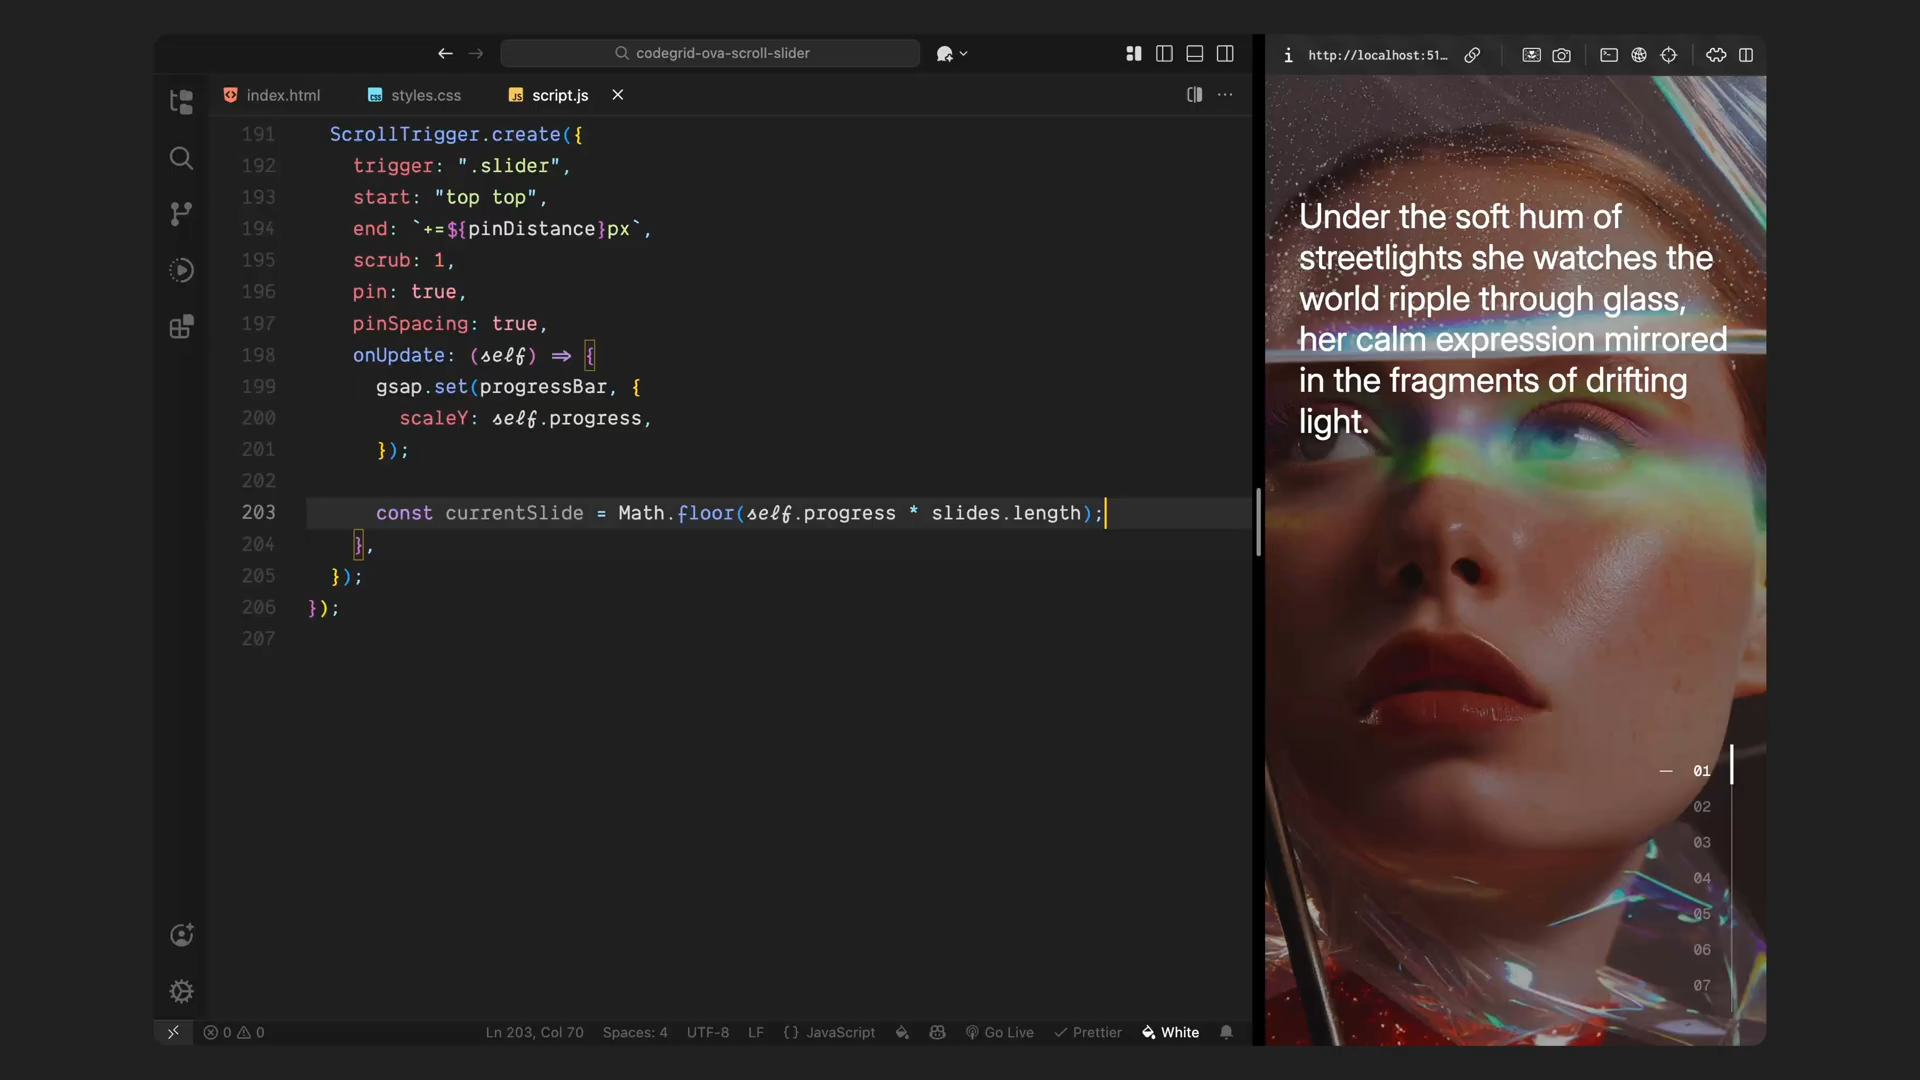 codegrid-ova-scroll-slider
http://localhost:51…
index.html
styles.css
script.js
191 ScrollTrigger.create({
192 trigger: ".slider",
193 start: "top top",
194 end: `+=${pinDistance}px`,
195 scrub: 1,
196 pin: true,
197 pinSpacing: true,
198 onUpdate: (self) => {
199 gsap.set(progressBar, {
200 scaleY: self.progress,
201 });
202
203 const currentSlide = Math.floor(self.progress * slides.length);
204 },
205 });
206 });
207
Under the soft hum of
streetlights she watches the
world ripple through glass,
her calm expression mirrored
in the fragments of drifting
light.
— 01
02
03
04
05
06
07
0 0
Ln 203, Col 70
Spaces: 4
UTF-8
LF
{} JavaScript
Go Live
Prettier
White